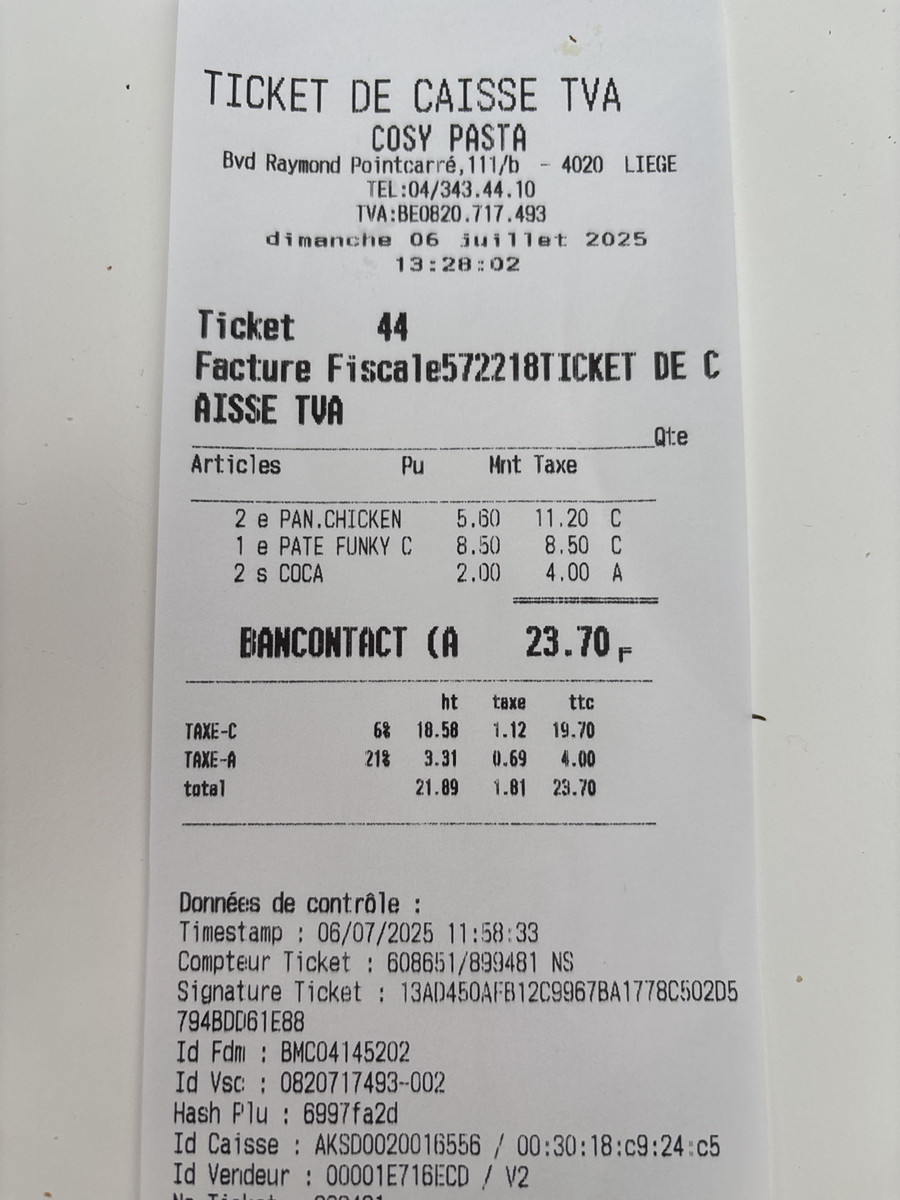 TICKET DE CAISSE TVA
COSY PASTA
Bvd Raymond Pointcarré,111/b - 4020 LIEGE
TEL:04/343.44.10
TVA:BE0820.717.493
dimanche 06 juillet 2025
13:28:02
Ticket 44
Facture Fiscale572218TICKET DE C
AISSE TVA
Qte
Articles Pu Mnt Taxe
2 e PAN.CHICKEN 5.60 11.20 C
1 e PATE FUNKY C 8.50 8.50 C
2 s COCA 2.00 4.00 A
BANCONTACT (A 23.70 F
ht taxe ttc
TAXE-C 6% 18.58 1.12 19.70
TAXE-A 21% 3.31 0.69 4.00
total 21.89 1.81 23.70
Données de contrôle :
Timestamp : 06/07/2025 11:58:33
Compteur Ticket : 608651/899481 NS
Signature Ticket : 13AD450AFB12C9967BA1778C502D5
794BDD61E88
Id Fdm : BMC04145202
Id Vsc : 0820717493-002
Hash Plu : 6997fa2d
Id Caisse : AKSD0020016556 / 00:30:18:c9:24:c5
Id Vendeur : 00001E716ECD / V2